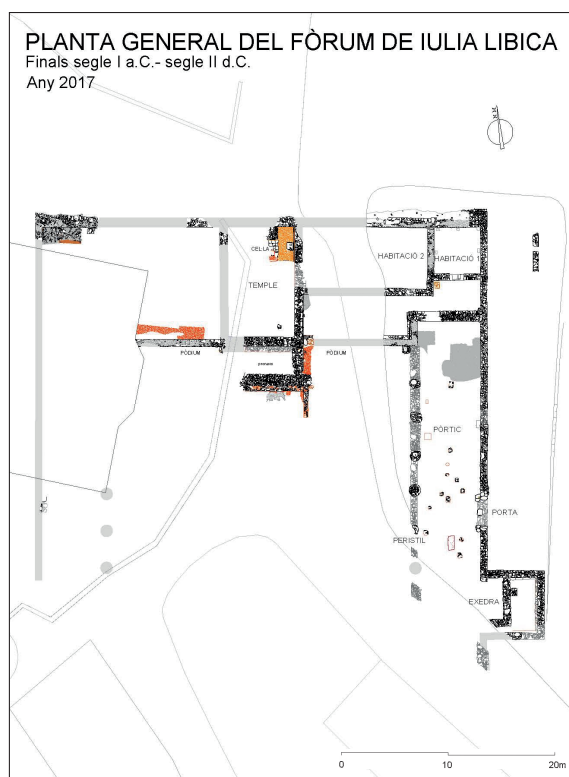 PLANTA GENERAL DEL FÒRUM DE IULIA LIBICA
Finals segle I a.C.- segle II d.C.
Any 2017
N
CEL·LA
HABITACIÓ 2
HABITACIÓ 1
TEMPLE
PÒDIUM
pronaos
PÒDIUM
PÒRTIC
PORTA
PERISTIL
EXEDRA
0
10
20m